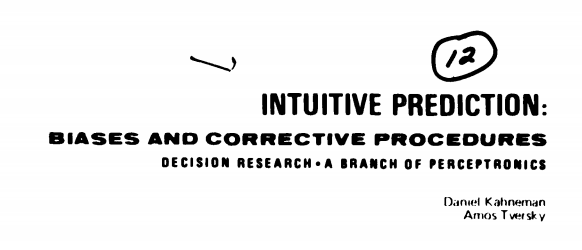 12
INTUITIVE PREDICTION:
BIASES AND CORRECTIVE PROCEDURES
DECISION RESEARCH • A BRANCH OF PERCEPTRONICS
Daniel Kahneman
Amos Tversky